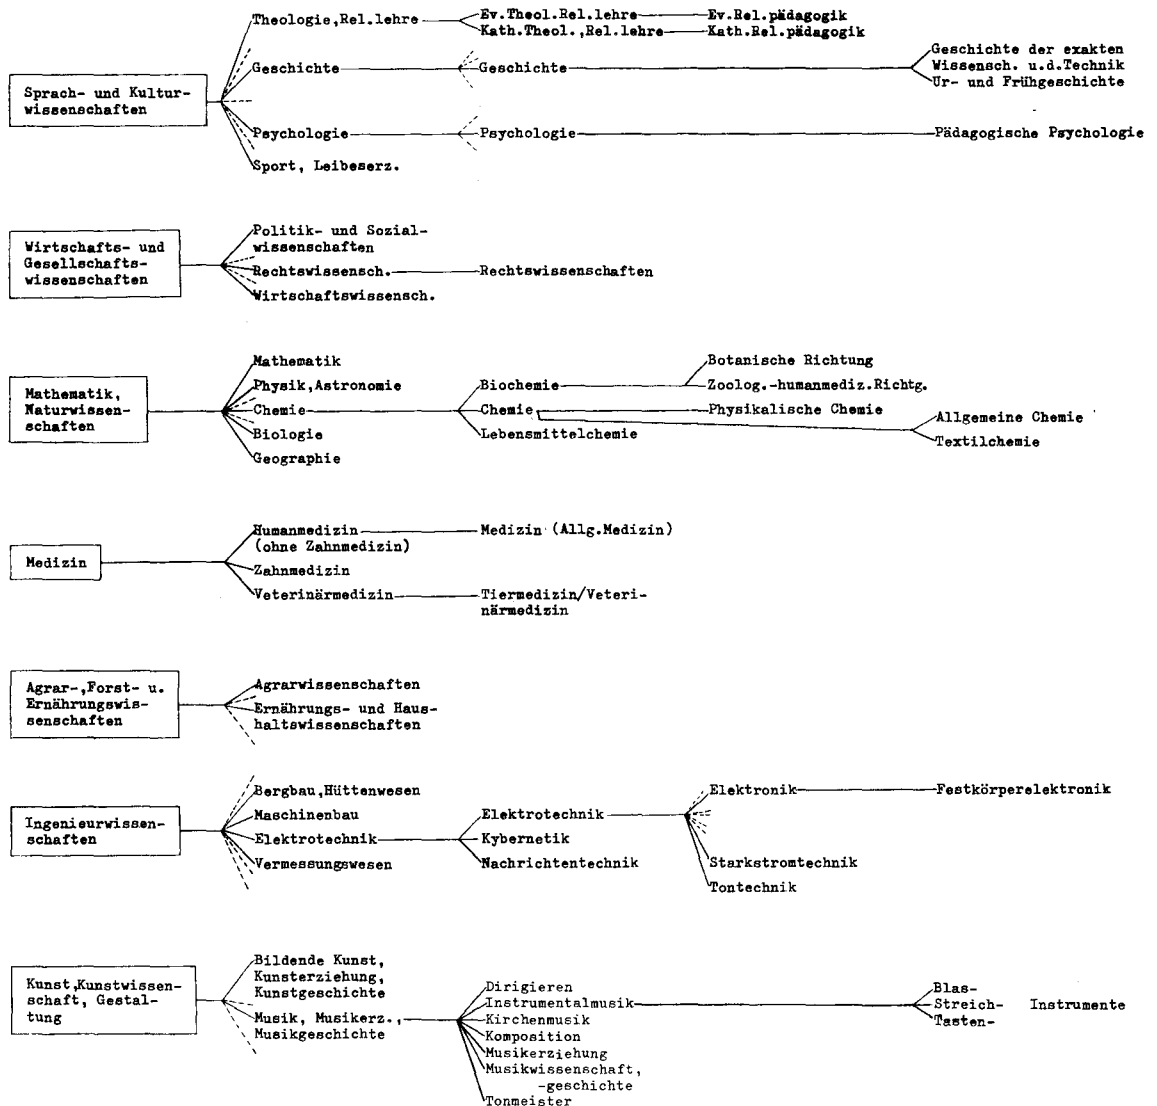 Theologie,Rel.lehre
Ev.Theol.Rel.lehre
Ev.Rel.pädagogik
Kath.Theol.,Rel.lehre
Kath.Rel.pädagogik
Sprach- und Kultur-
wissenschaften
Geschichte
Geschichte
Geschichte der exakten
Wissensch. u.d.Technik
Ur- und Frühgeschichte
Psychologie
Psychologie
Pädagogische Psychologie
Sport, Leibeserz.
Wirtschafts- und
Gesellschafts-
wissenschaften
Politik- und Sozial-
wissenschaften
Rechtswissensch.
Rechtswissenschaften
Wirtschaftswissensch.
Mathematik,
Naturwissen-
schaften
Mathematik
Physik,Astronomie
Chemie
Biologie
Geographie
Biochemie
Chemie
Lebensmittelchemie
Botanische Richtung
Zoolog.-humanmediz.Richtg.
Physikalische Chemie
Allgemeine Chemie
Textilchemie
Medizin
Humanmedizin
(ohne Zahnmedizin)
Medizin (Allg.Medizin)
Zahnmedizin
Veterinärmedizin
Tiermedizin/Veteri-
närmedizin
Agrar-,Forst- u.
Ernährungswis-
senschaften
Agrarwissenschaften
Ernährungs- und Haus-
haltswissenschaften
Ingenieurwissen-
schaften
Bergbau,Hüttenwesen
Maschinenbau
Elektrotechnik
Vermessungswesen
Elektrotechnik
Kybernetik
Nachrichtentechnik
Elektronik
Festkörperelektronik
Starkstromtechnik
Tontechnik
Kunst,Kunstwissen-
schaft, Gestal-
tung
Bildende Kunst,
Kunsterziehung,
Kunstgeschichte
Musik, Musikerz.,
Musikgeschichte
Dirigieren
Instrumentalmusik
Kirchenmusik
Komposition
Musikerziehung
Musikwissenschaft,
-geschichte
Tonmeister
Blas-
Streich- Instrumente
Tasten-